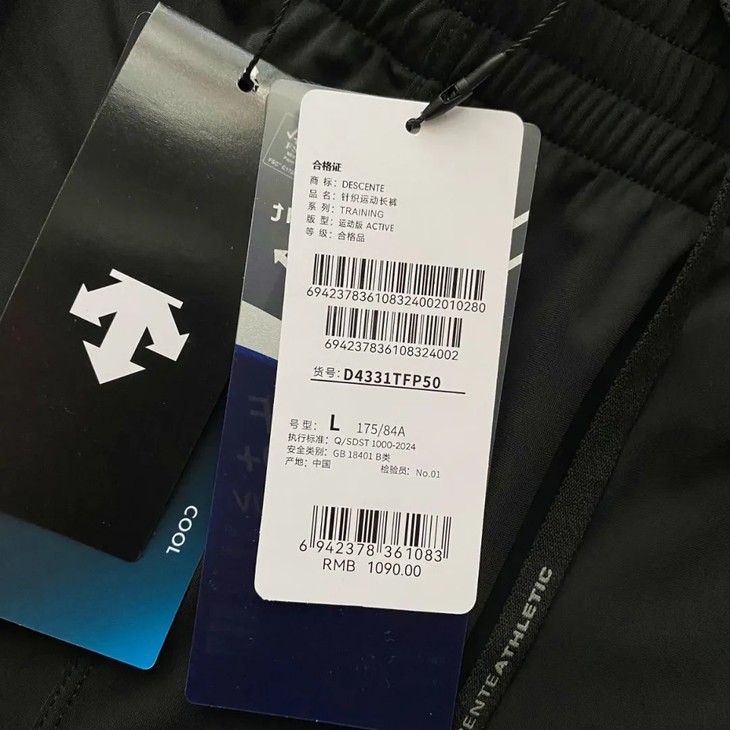 合格证
商 标：DESCENTE
品 名：针织运动长裤
系 列：TRAINING
版 型：运动版 ACTIVE
等 级：合格品
694237836108324002010280
694237836108324002
货号：D4331TFP50
号 型： L 175/84A
执行标准：Q/SDST 1000-2024
安全类别：GB 18401 B类
产地：中国 检验员：No.01
6 942378 361083
RMB 1090.00
COOL
ENTEATHLETIC